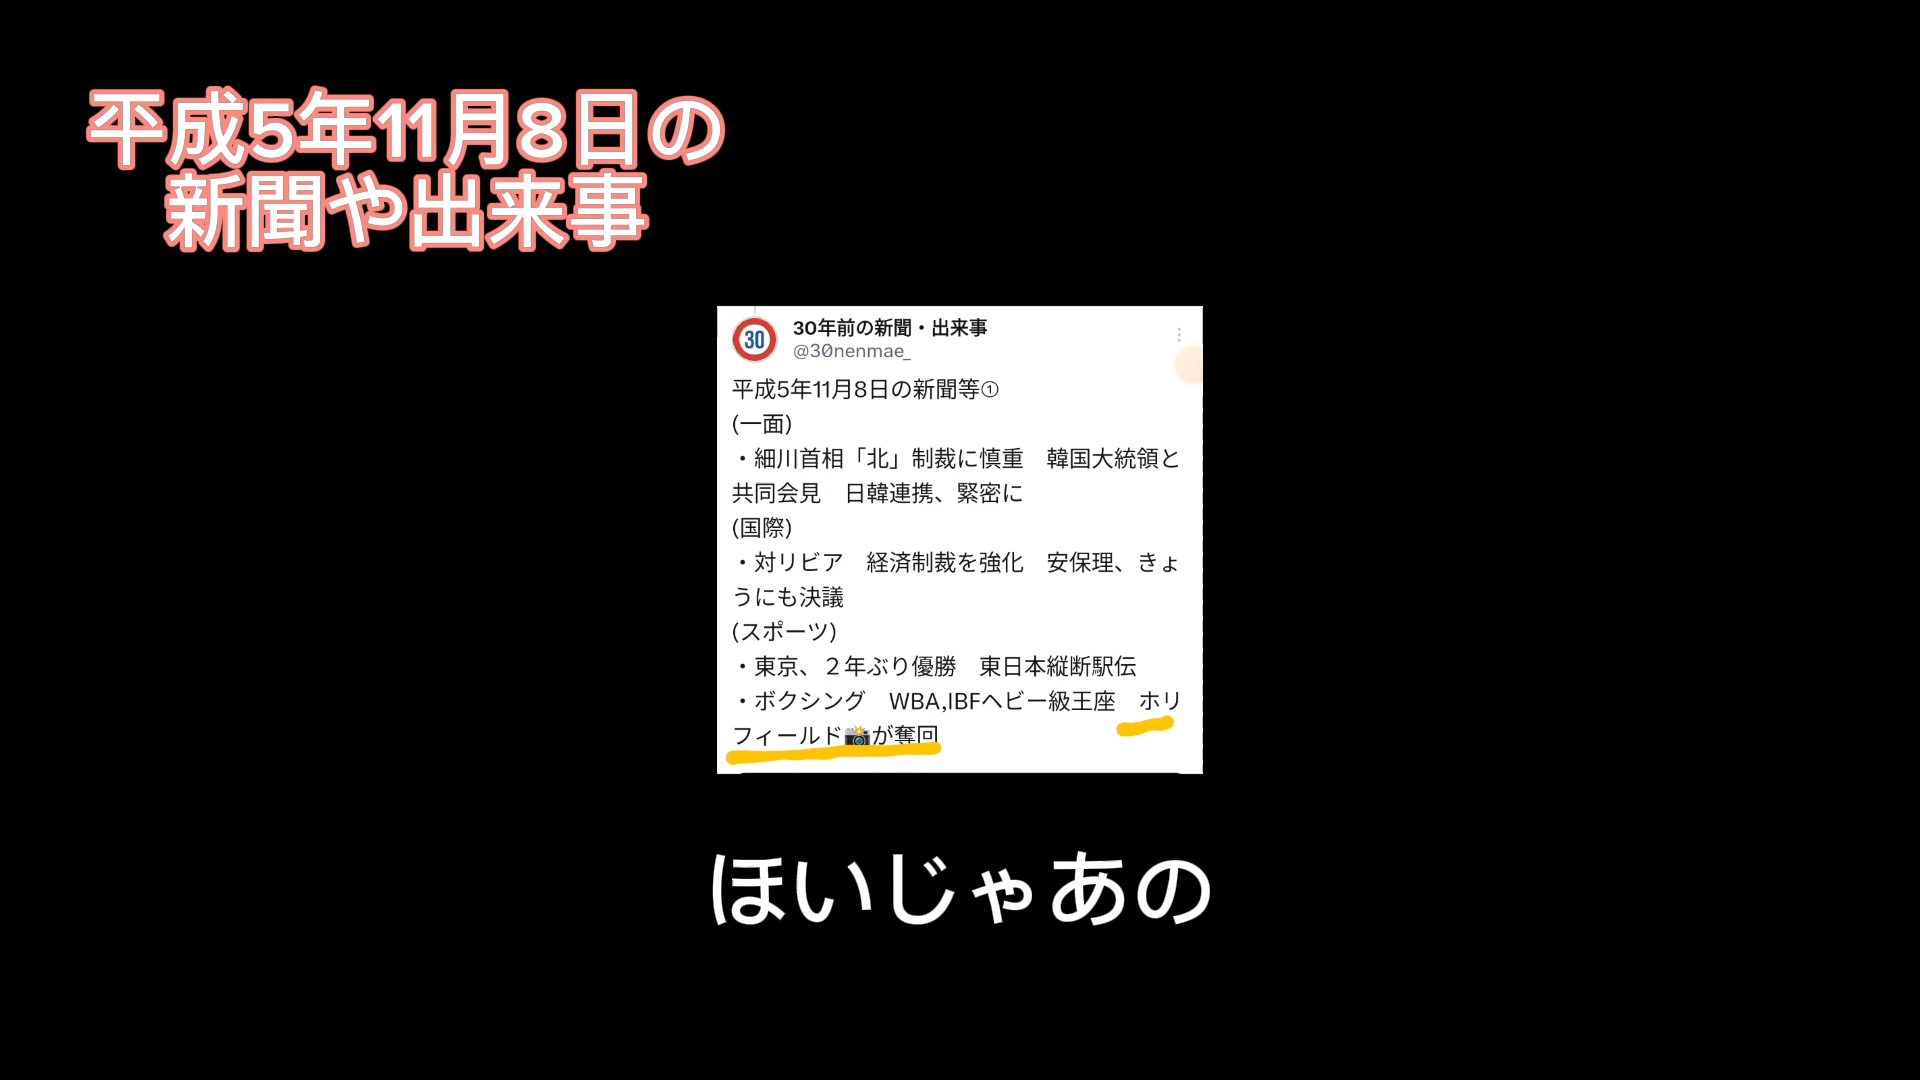 平成5年11月8日の
新聞や出来事
30
30年前の新聞・出来事
@30nenmae_
平成5年11月8日の新聞等①
(一面)
・細川首相「北」制裁に慎重　韓国大統領と
共同会見　日韓連携、緊密に
(国際)
・対リビア　経済制裁を強化　安保理、きょ
うにも決議
(スポーツ)
・東京、２年ぶり優勝　東日本縦断駅伝
・ボクシング　WBA,IBFヘビー級王座　ホリ
フィールド📸が奪回
ほいじゃあの